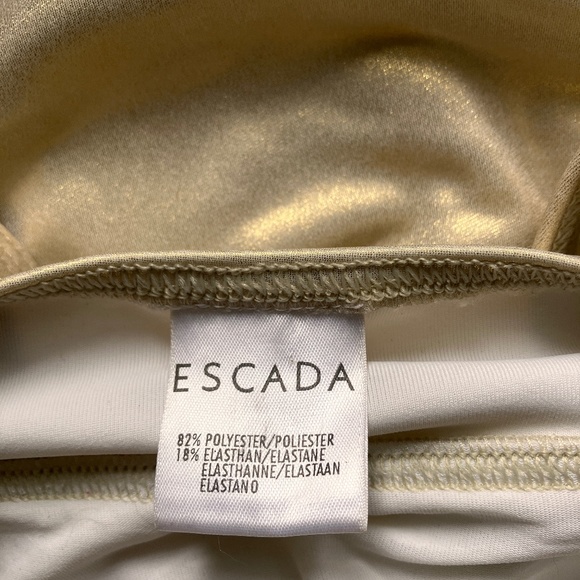 ESCADA
82% POLYESTER/POLIESTER
18% ELASTHAN/ELASTANE
ELASTHANNE/ELASTAAN
ELASTANO